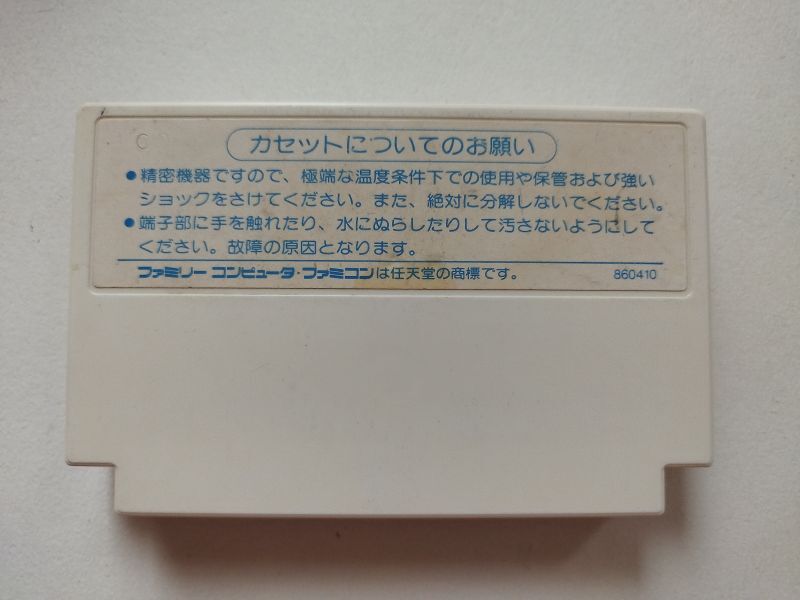 カセットについてのお願い
●精密機器ですので、極端な温度条件下での使用や保管および強い
ショックをさけてください。また、絶対に分解しないでください。
●端子部に手を触れたり、水にぬらしたりして汚さないようにして
ください。故障の原因となります。
ファミリー コンピュータ・ファミコンは任天堂の商標です。 860410